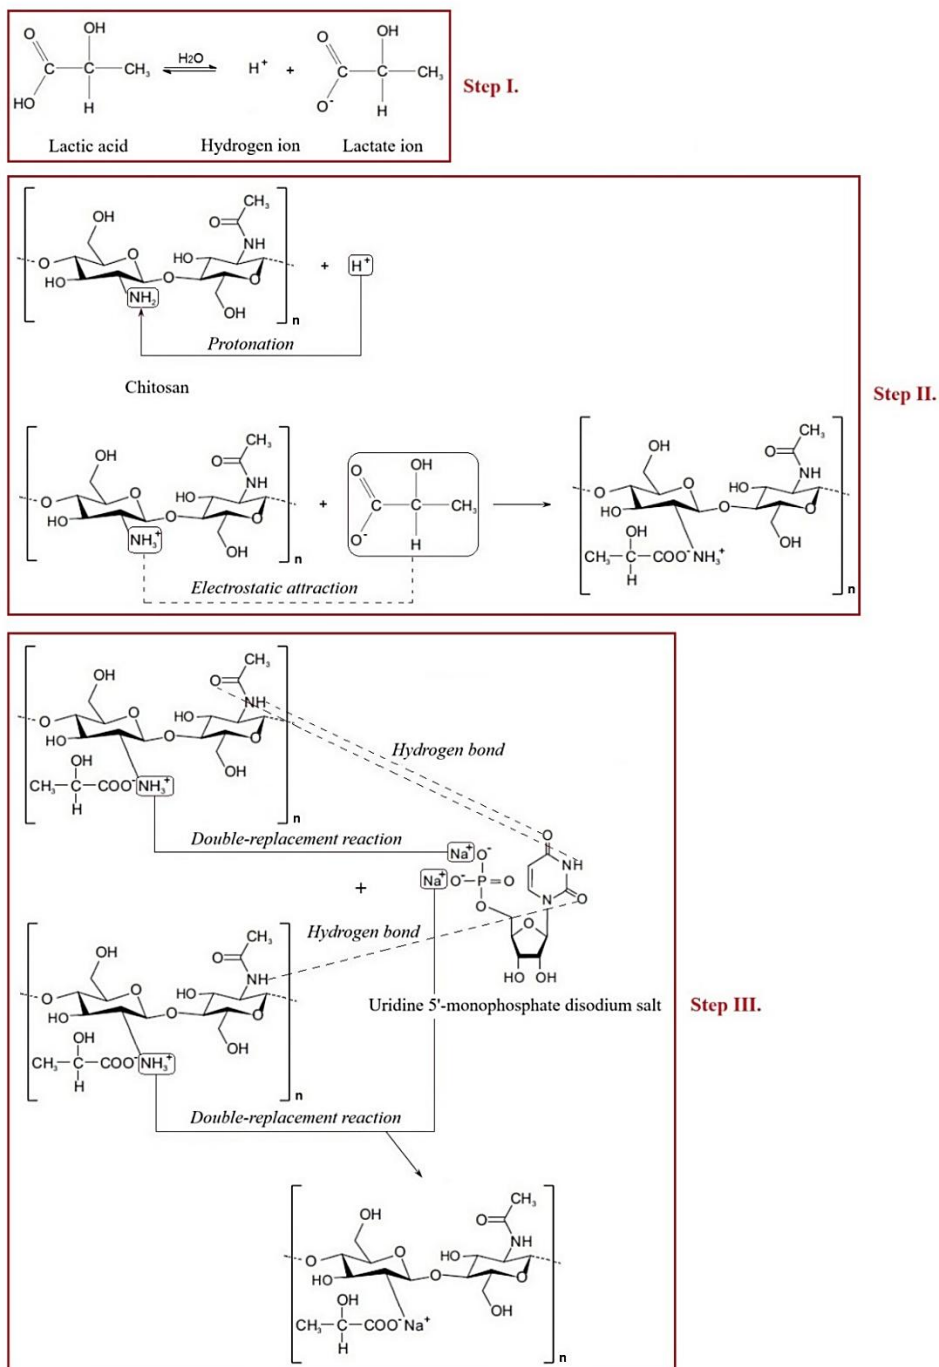 OH
O
C
C
CH₃
HO
H
H₂O
H⁺
+
O
OH
C
C
CH₃
O⁻
H
Lactic acid
Hydrogen ion
Lactate ion
Step I.
CH₃
O
OH
NH
O
O
HO
O
HO
NH₂
O
OH
n
+
H⁺
Protonation
Chitosan
Step II.
CH₃
O
OH
NH
O
O
HO
O
HO
NH₃⁺
O
OH
n
+
O
OH
C
C
CH₃
O⁻
H
Electrostatic attraction
CH₃
O
OH
NH
O
O
HO
O
HO
O
OH
OH
CH₃–C–COO⁻NH₃⁺
H
n
CH₃
O
OH
NH
O
O
HO
O
HO
O
OH
OH
CH₃–C–COO⁻NH₃⁺
H
n
Hydrogen bond
Double-replacement reaction
+
Na⁺O⁻
Na⁺O⁻–P=O
O
O
NH
N
O
O
HO OH
Hydrogen bond
Uridine 5'-monophosphate disodium salt
Step III.
CH₃
O
OH
NH
O
O
HO
O
HO
O
OH
OH
CH₃–C–COO⁻NH₃⁺
H
n
Double-replacement reaction
CH₃
O
OH
NH
O
O
HO
O
HO
O
OH
OH
CH₃–C–COO⁻Na⁺
H
n